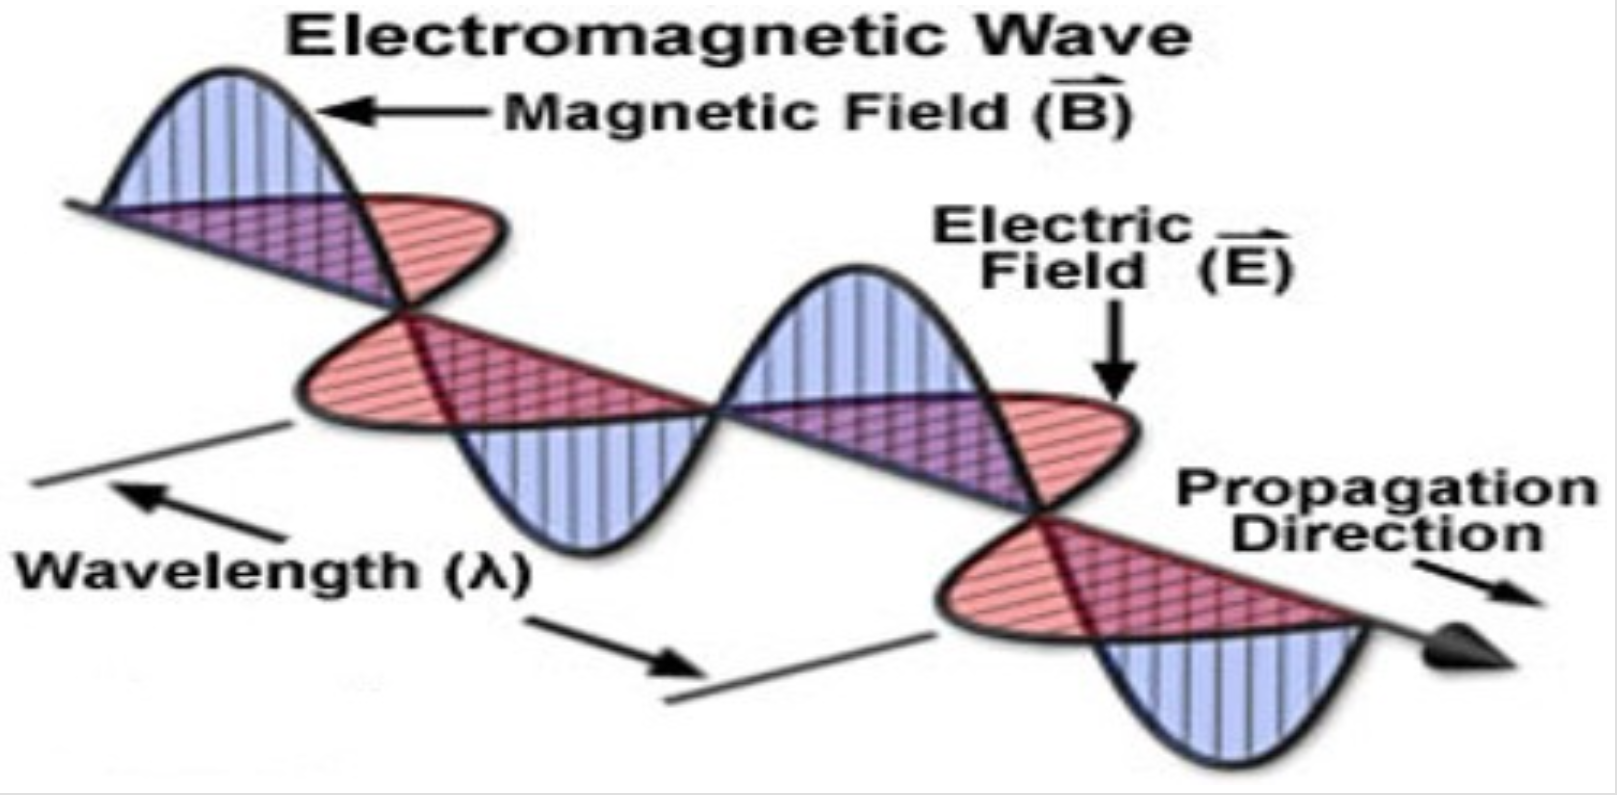 Electromagnetic Wave
Magnetic Field (B)
Electric
Field (E)
Propagation
Direction
Wavelength (λ)